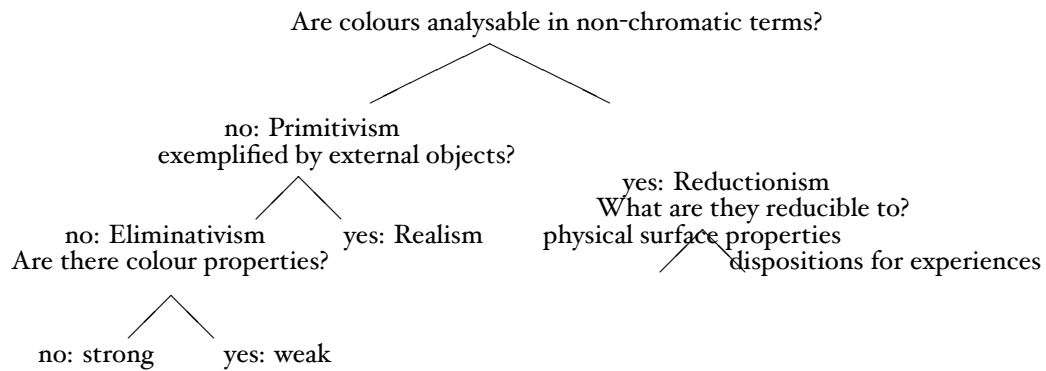 Are colours analysable in non-chromatic terms?
no: Primitivism
exemplified by external objects?
yes: Reductionism
What are they reducible to?
no: Eliminativism
Are there colour properties?
yes: Realism
physical surface properties
dispositions for experiences
no: strong
yes: weak